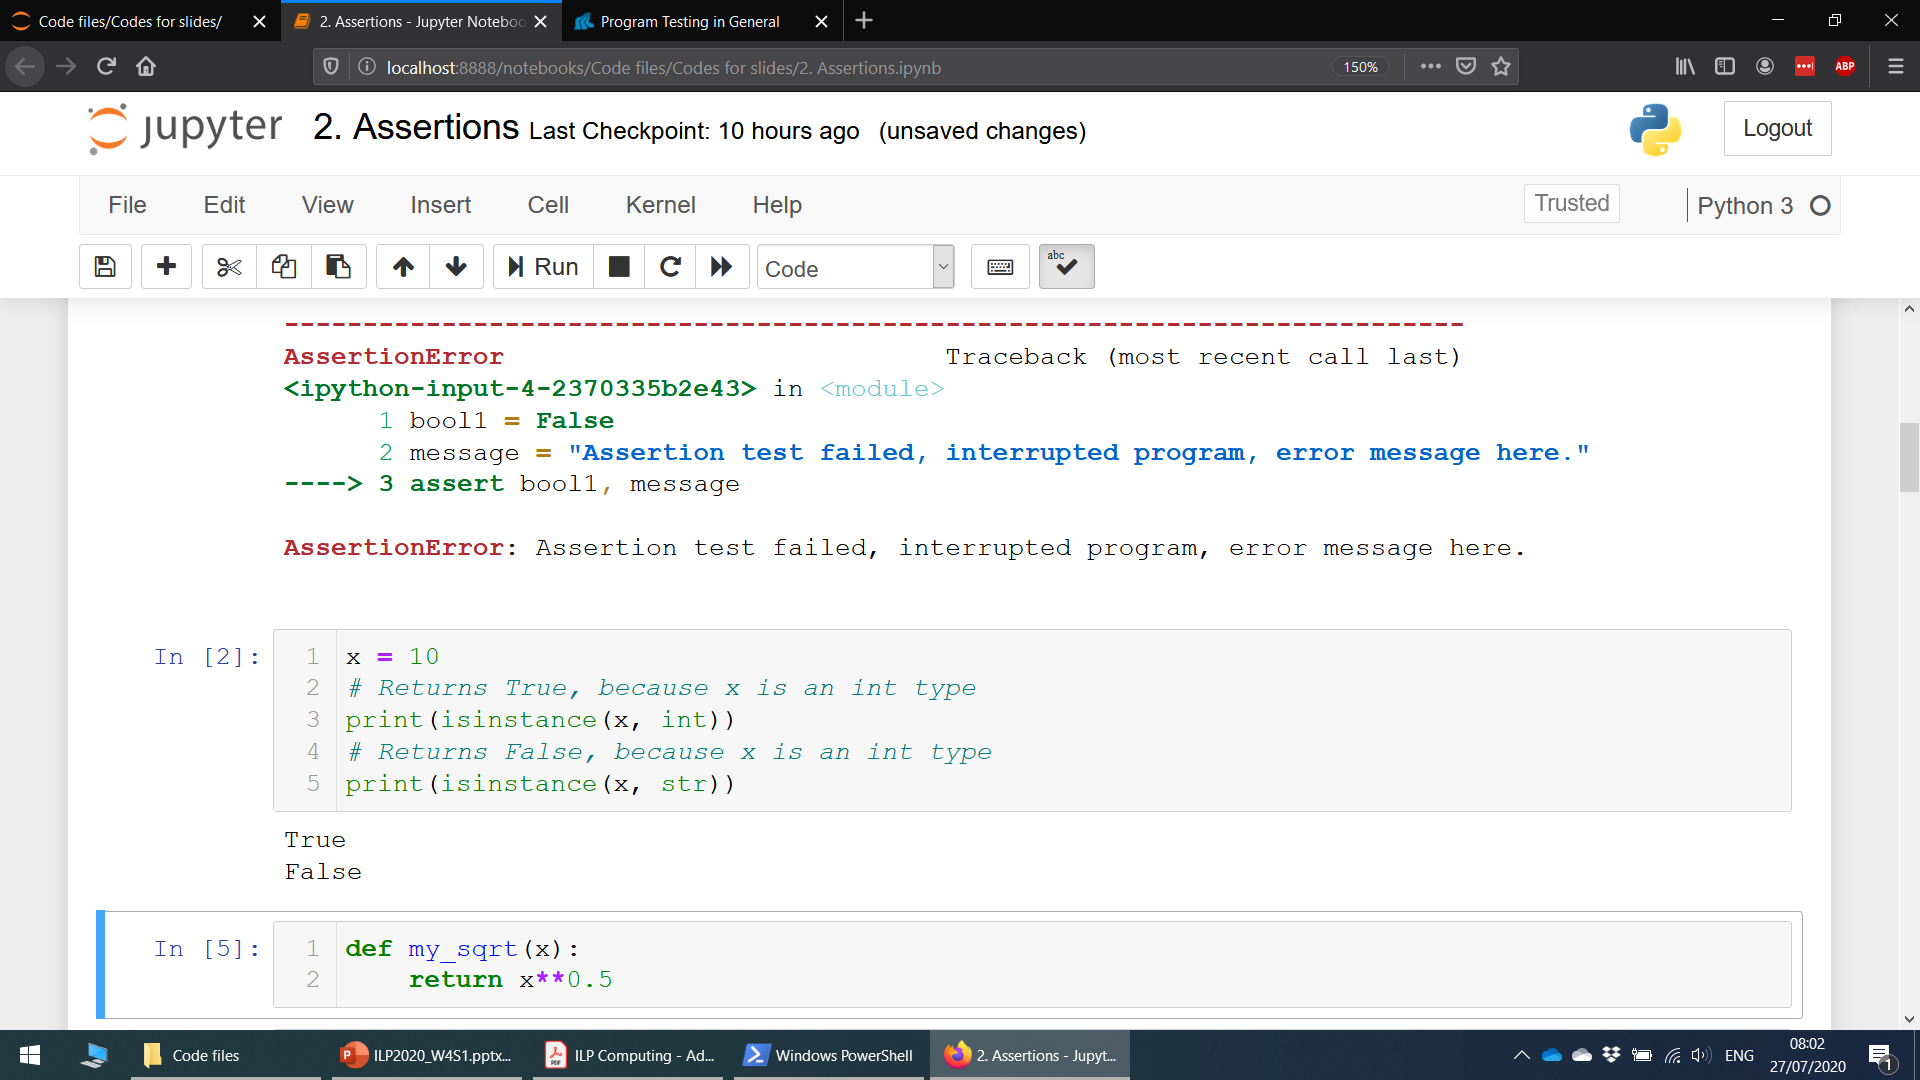 Code files/Codes for slides/
2. Assertions - Jupyter Noteboo
Program Testing in General
localhost:8888/notebooks/Code files/Codes for slides/2. Assertions.ipynb
150%
ABP
jupyter 2. Assertions Last Checkpoint: 10 hours ago (unsaved changes)
Logout
File Edit View Insert Cell Kernel Help
Trusted
Python 3
Run
Code
abc
---------------------------------------------------------------------------
AssertionError Traceback (most recent call last)
<ipython-input-4-2370335b2e43> in <module>
1 bool1 = False
2 message = "Assertion test failed, interrupted program, error message here."
----> 3 assert bool1, message
AssertionError: Assertion test failed, interrupted program, error message here.
In [2]:
1 x = 10
2 # Returns True, because x is an int type
3 print(isinstance(x, int))
4 # Returns False, because x is an int type
5 print(isinstance(x, str))
True
False
In [5]:
1 def my_sqrt(x):
2 return x**0.5
Code files
ILP2020_W4S1.pptx...
ILP Computing - Ad...
Windows PowerShell
2. Assertions - Jupyt...
ENG
08:02
27/07/2020
1